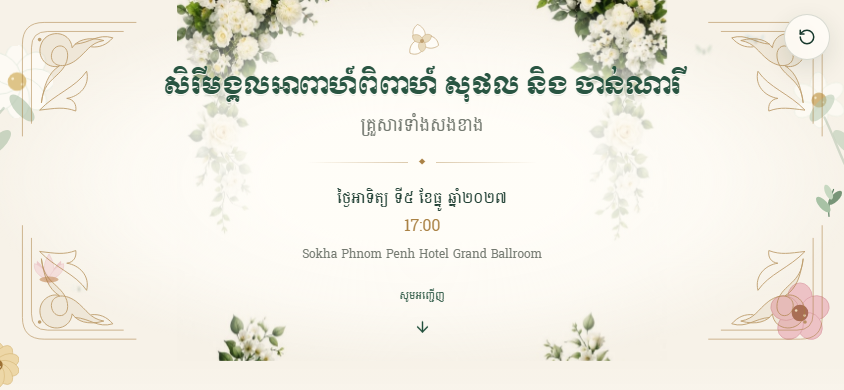 សិរីមង្គលអាពាហ៍ពិពាហ៍ សុផល និង ចាន់ណារី
គ្រួសារទាំងសងខាង
ថ្ងៃអាទិត្យ ទី៥ ខែធ្នូ ឆ្នាំ២០២៧
17:00
Sokha Phnom Penh Hotel Grand Ballroom
សូមអញ្ជើញ